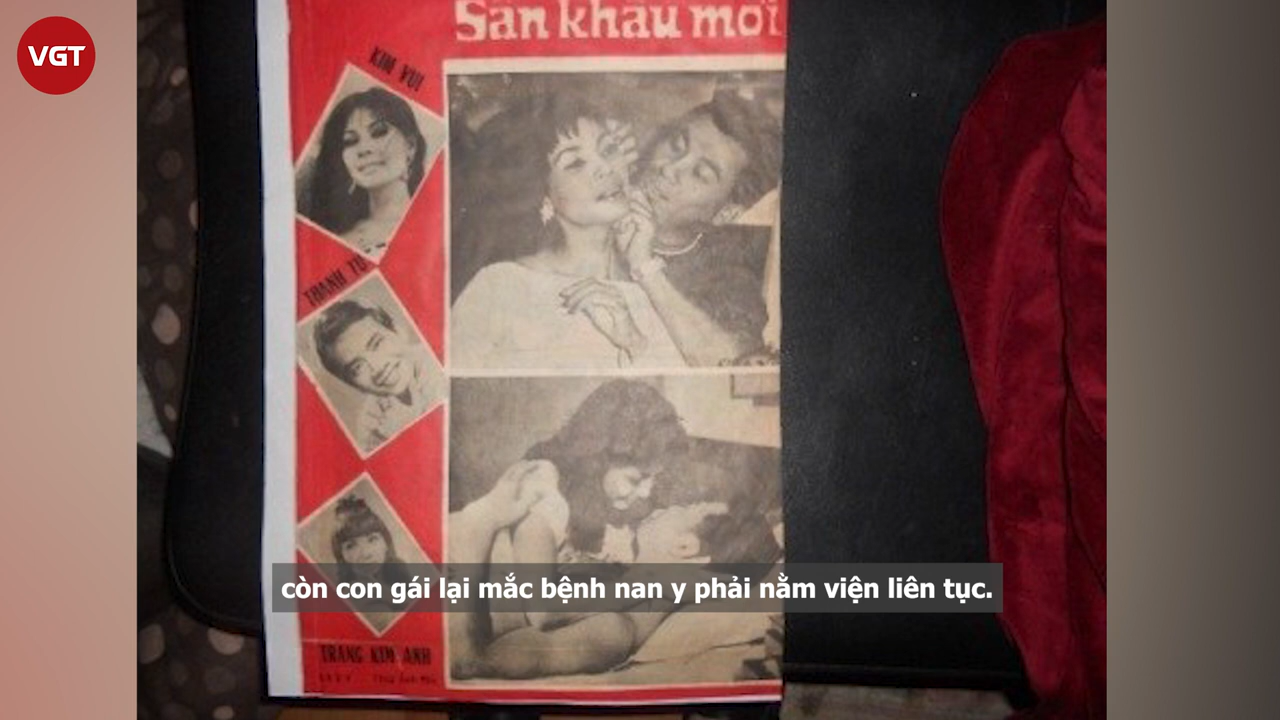 VGT
Sân khấu mới
KIM VUI
THANH TÚ
còn con gái lại mắc bệnh nan y phải nằm viện liên tục.
TRANG KIM ANH